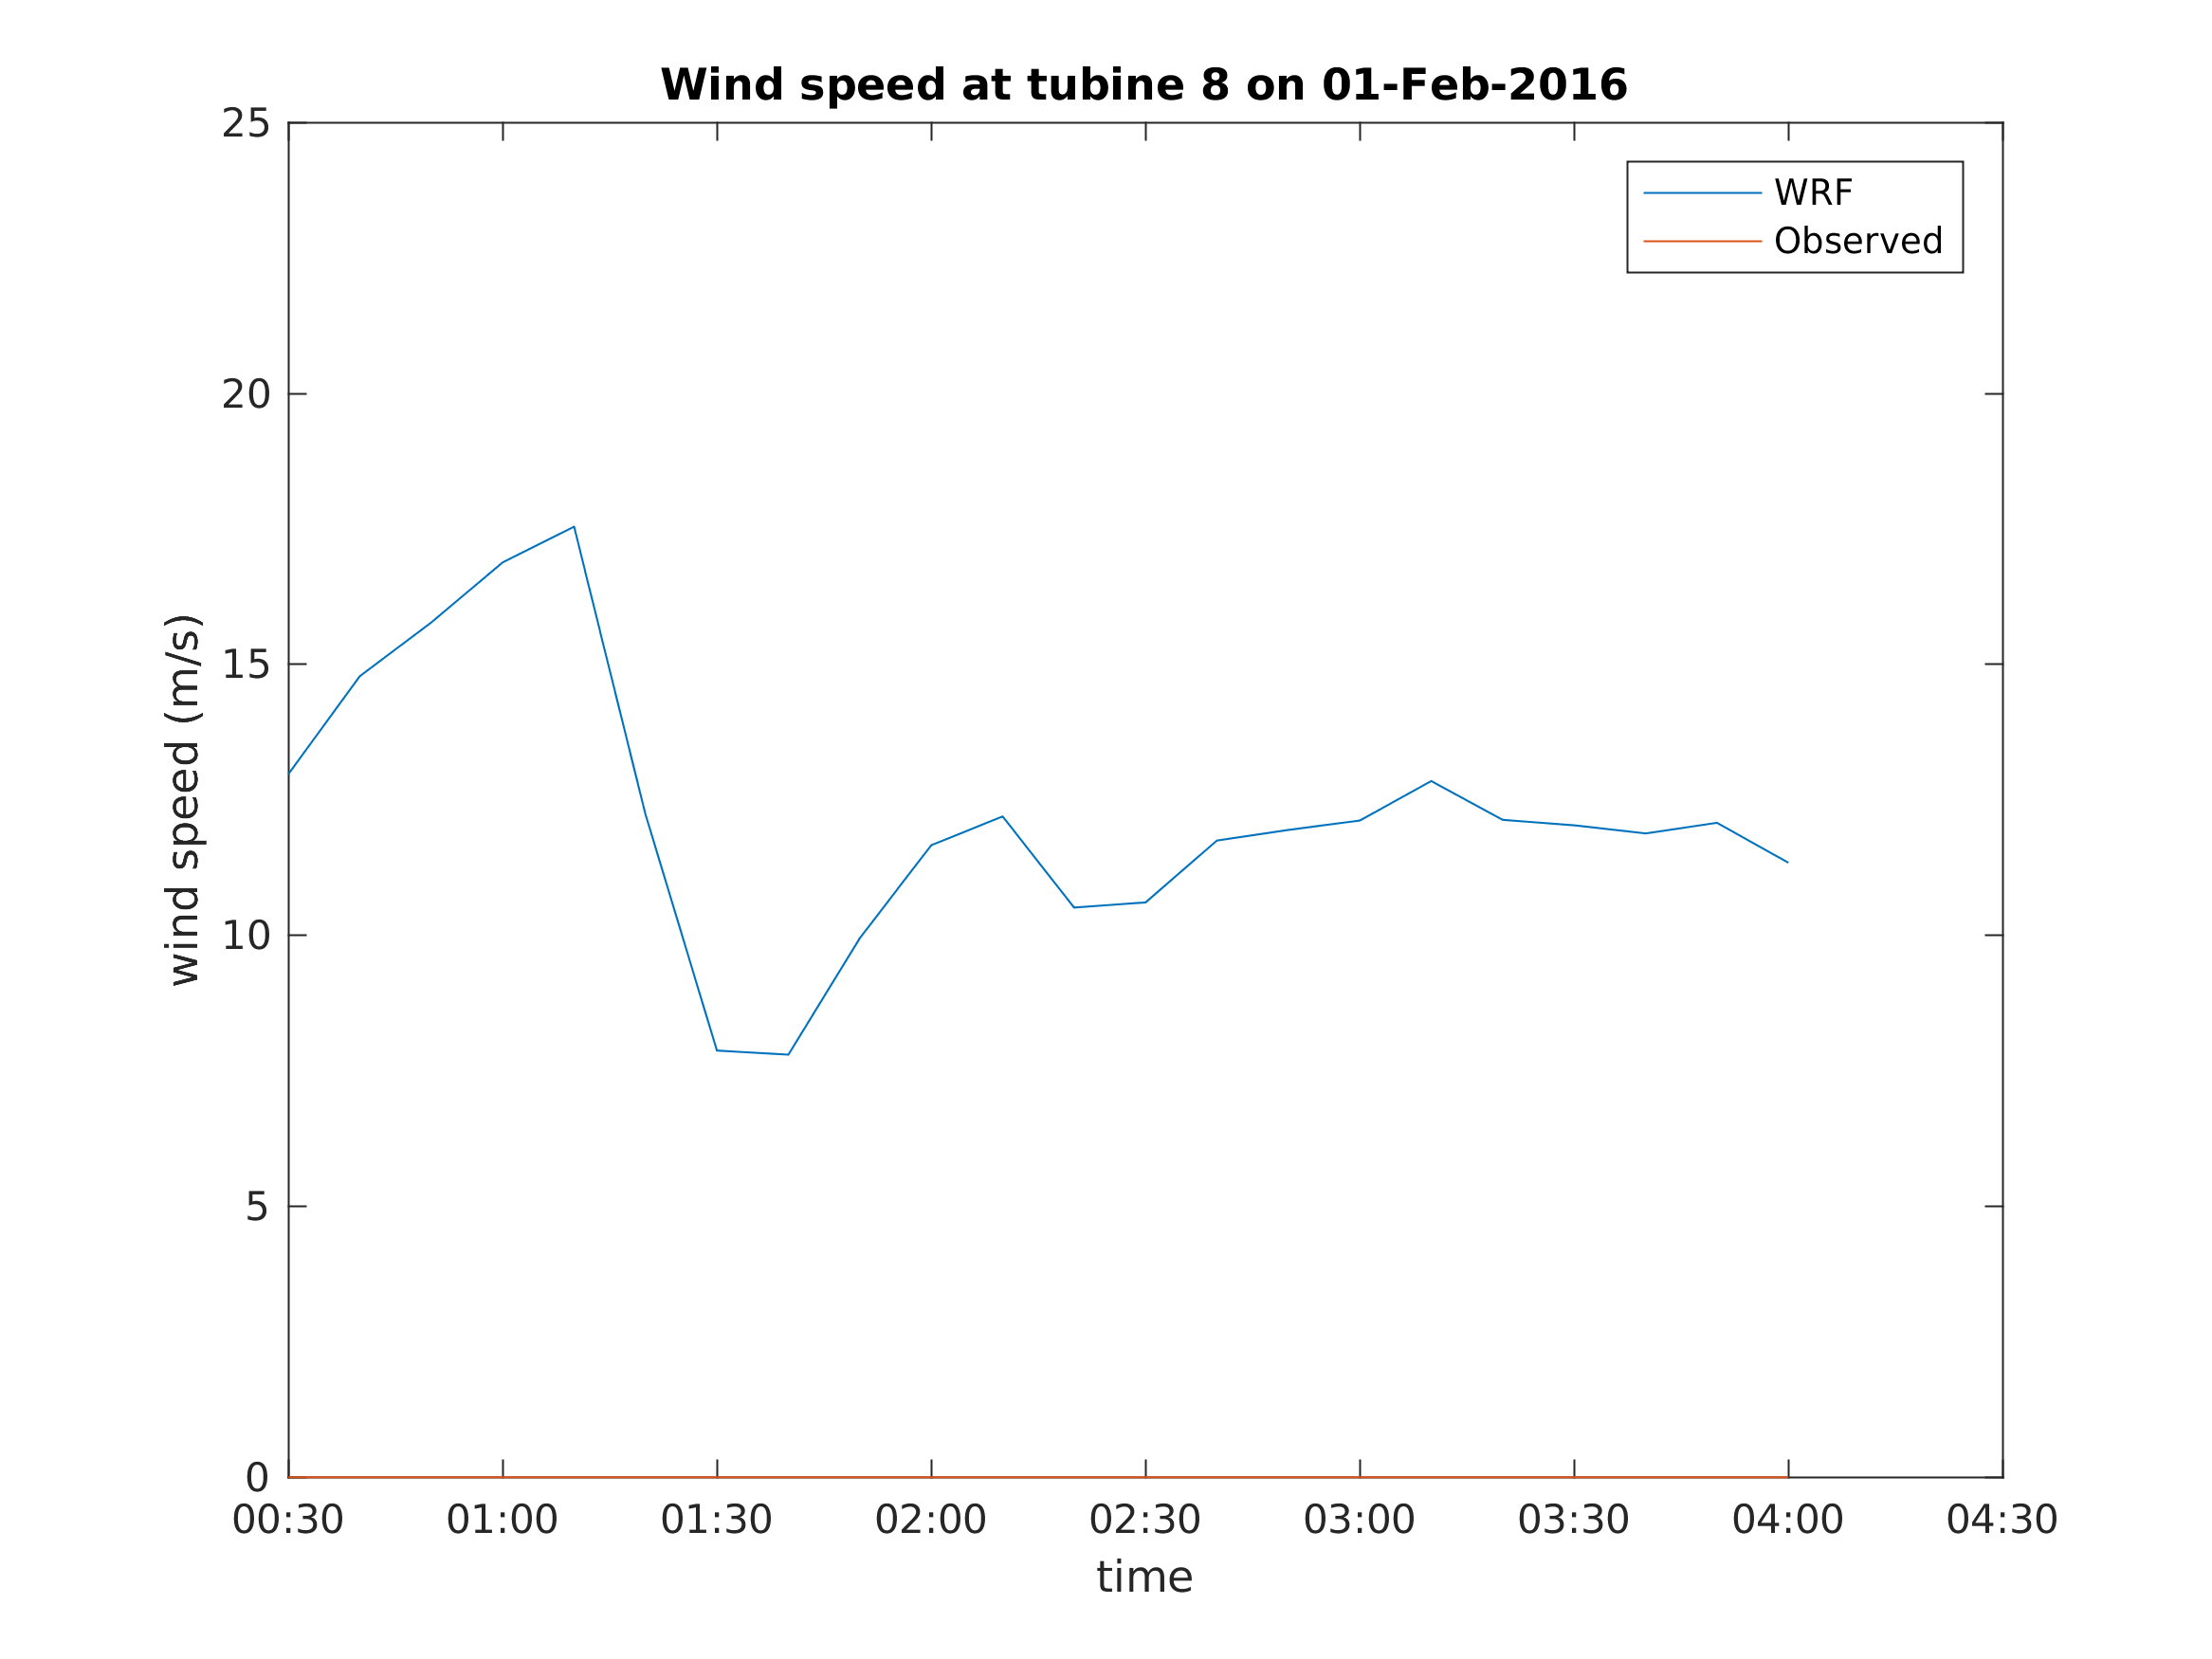 Wind speed at tubine 8 on 01-Feb-2016
WRF
Observed
wind speed (m/s)
25
20
15
10
5
0
00:30 01:00 01:30 02:00 02:30 03:00 03:30 04:00 04:30
time